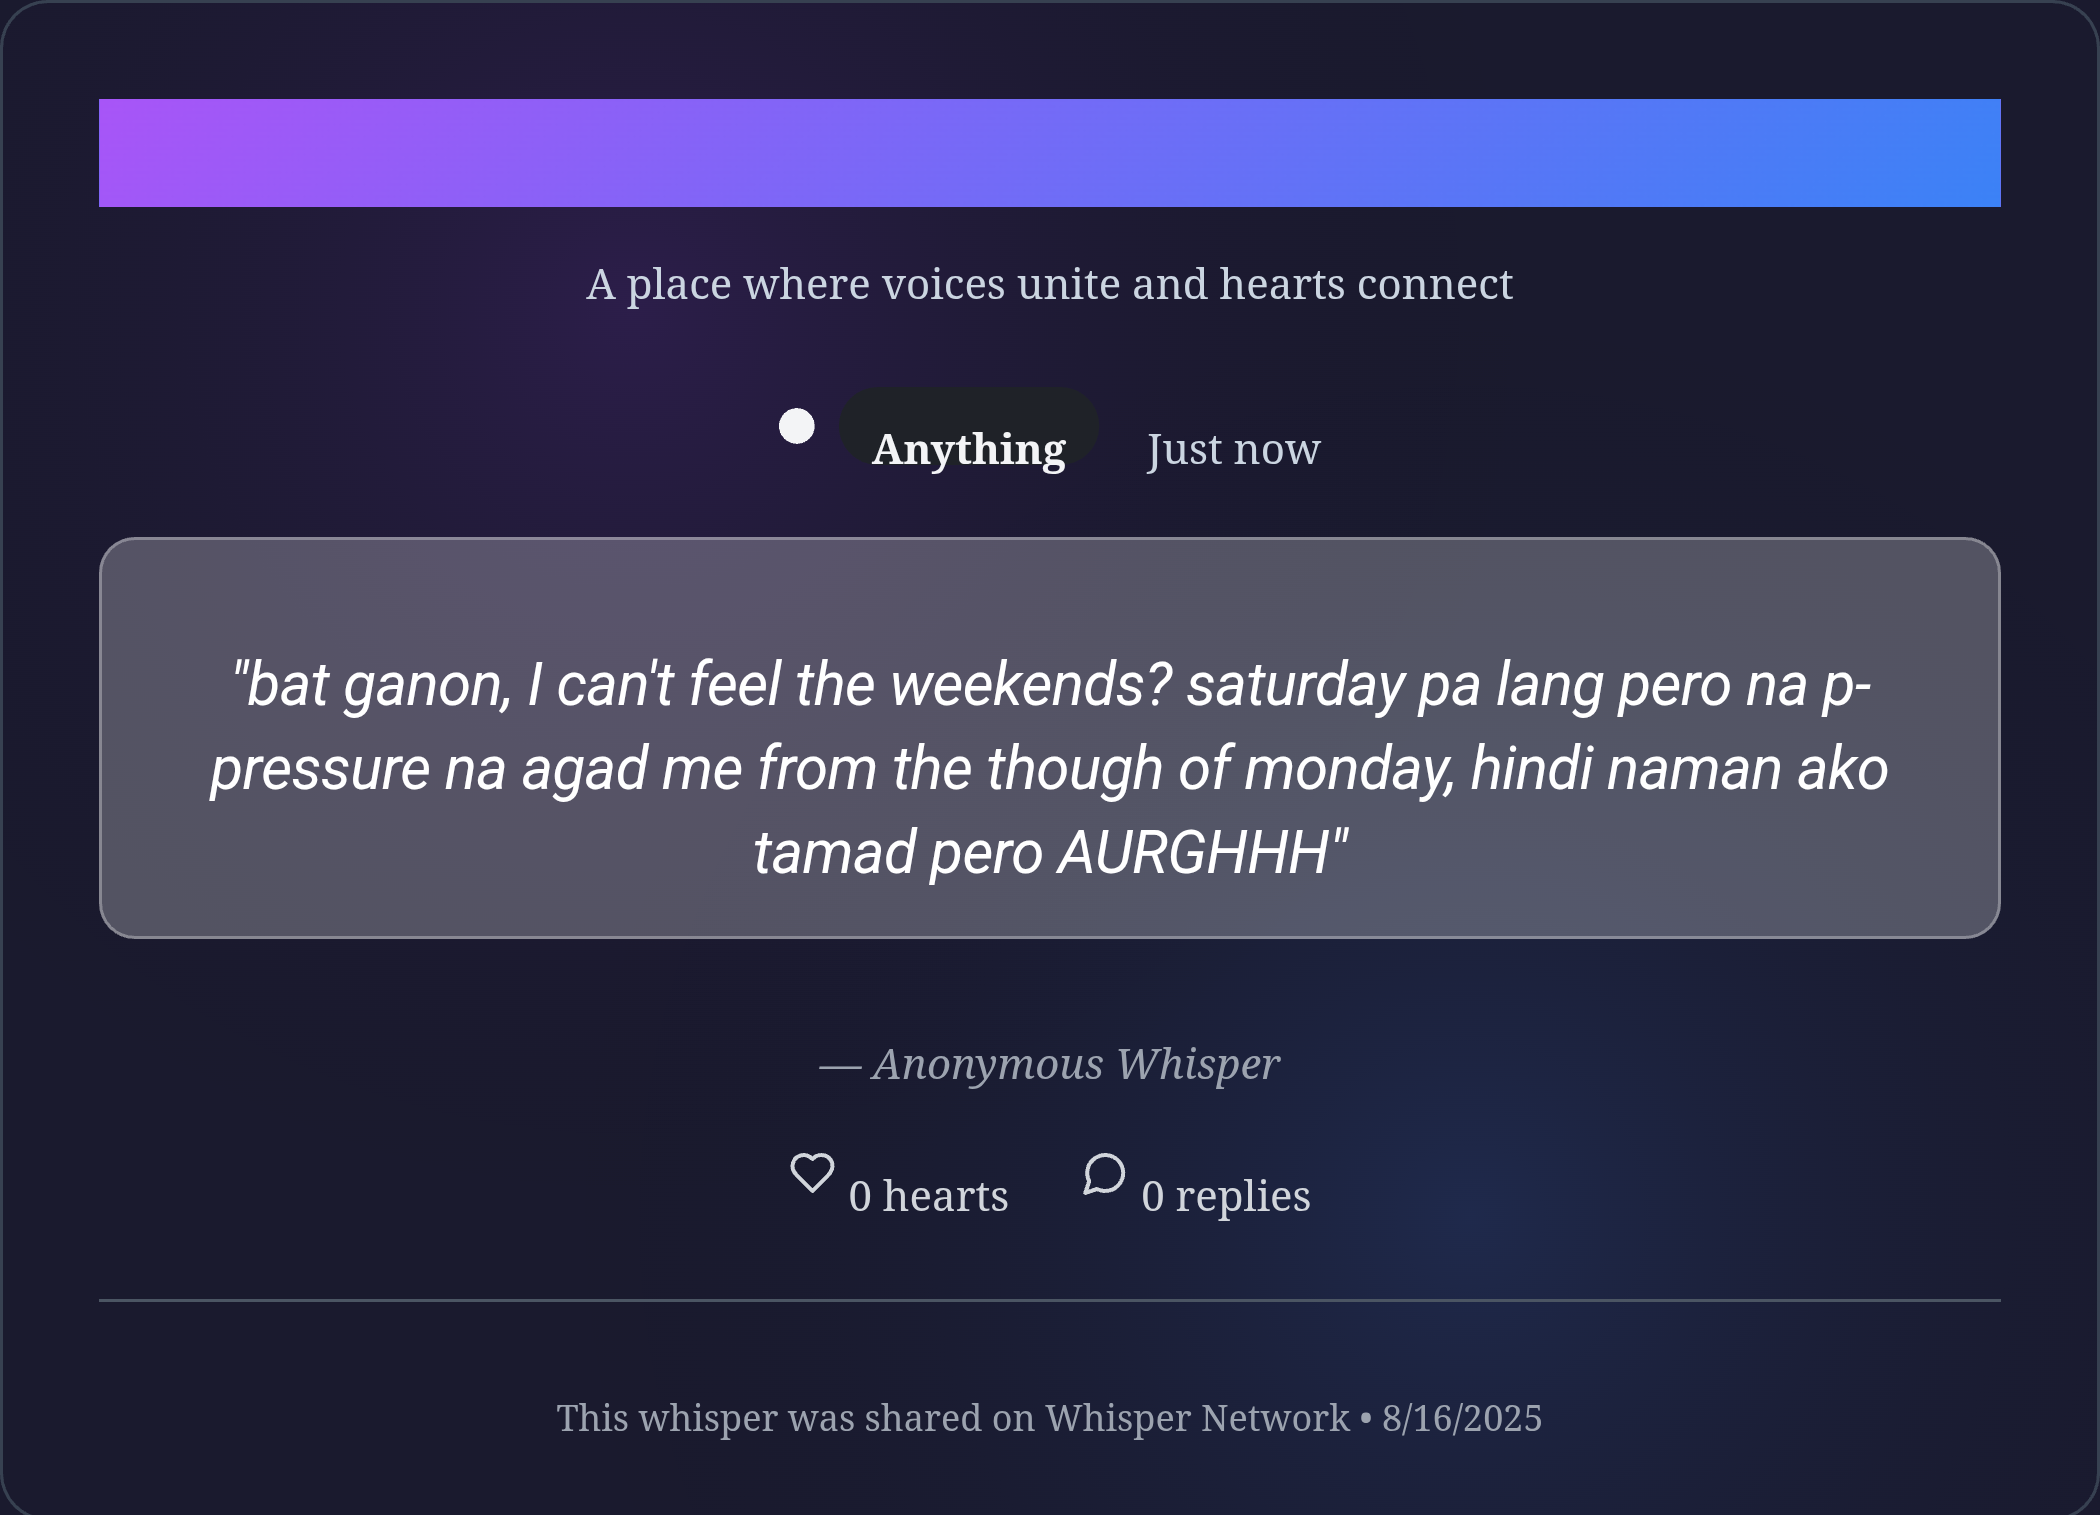 A place where voices unite and hearts connect
Anything Just now
"bat ganon, I can't feel the weekends? saturday pa lang pero na p-
pressure na agad me from the though of monday, hindi naman ako
tamad pero AURGHHH"
— Anonymous Whisper
0 hearts 0 replies
This whisper was shared on Whisper Network • 8/16/2025